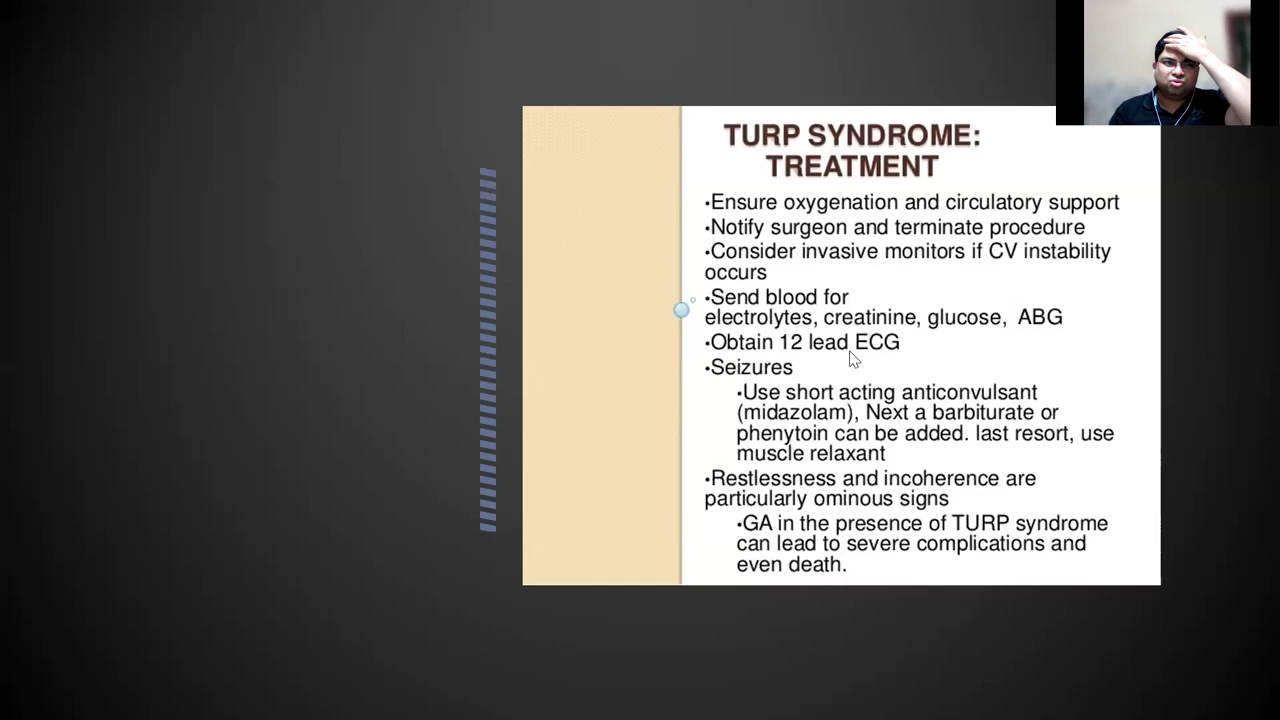 TURP SYNDROME:
TREATMENT
•Ensure oxygenation and circulatory support
•Notify surgeon and terminate procedure
•Consider invasive monitors if CV instability
occurs
•Send blood for
electrolytes, creatinine, glucose,  ABG
•Obtain 12 lead ECG
•Seizures
•Use short acting anticonvulsant
(midazolam), Next a barbiturate or
phenytoin can be added. last resort, use
muscle relaxant
•Restlessness and incoherence are
particularly ominous signs
•GA in the presence of TURP syndrome
can lead to severe complications and
even death.